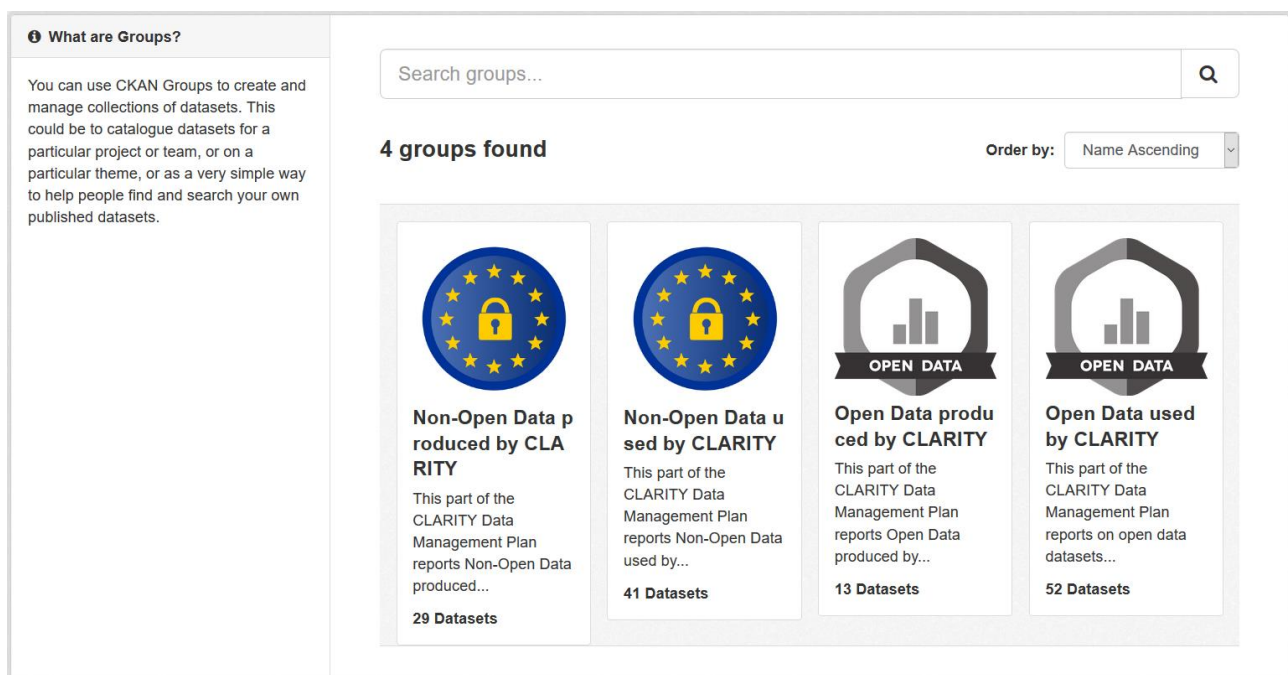 What are Groups?
You can use CKAN Groups to create and
manage collections of datasets. This
could be to catalogue datasets for a
particular project or team, or on a
particular theme, or as a very simple way
to help people find and search your own
published datasets.
Search groups...
4 groups found
Order by: Name Ascending
Non-Open Data p
roduced by CLA
RITY
This part of the
CLARITY Data
Management Plan
reports Non-Open Data
produced...
29 Datasets
Non-Open Data u
sed by CLARITY
This part of the
CLARITY Data
Management Plan
reports Non-Open Data
used by...
41 Datasets
OPEN DATA
Open Data produ
ced by CLARITY
This part of the
CLARITY Data
Management Plan
reports Open Data
produced by...
13 Datasets
OPEN DATA
Open Data used
by CLARITY
This part of the
CLARITY Data
Management Plan
reports on open data
datasets...
52 Datasets